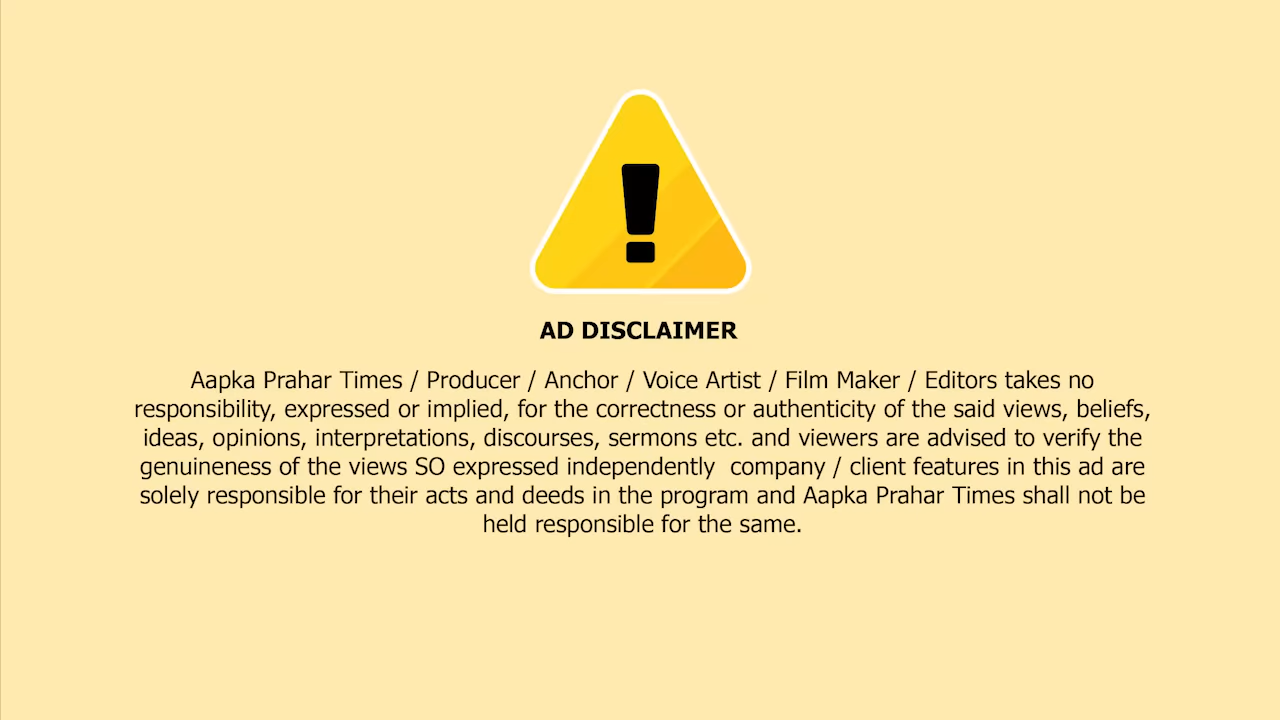 AD DISCLAIMER
Aapka Prahar Times / Producer / Anchor / Voice Artist / Film Maker / Editors takes no
responsibility, expressed or implied, for the correctness or authenticity of the said views, beliefs,
ideas, opinions, interpretations, discourses, sermons etc. and viewers are advised to verify the
genuineness of the views SO expressed independently  company / client features in this ad are
solely responsible for their acts and deeds in the program and Aapka Prahar Times shall not be
held responsible for the same.